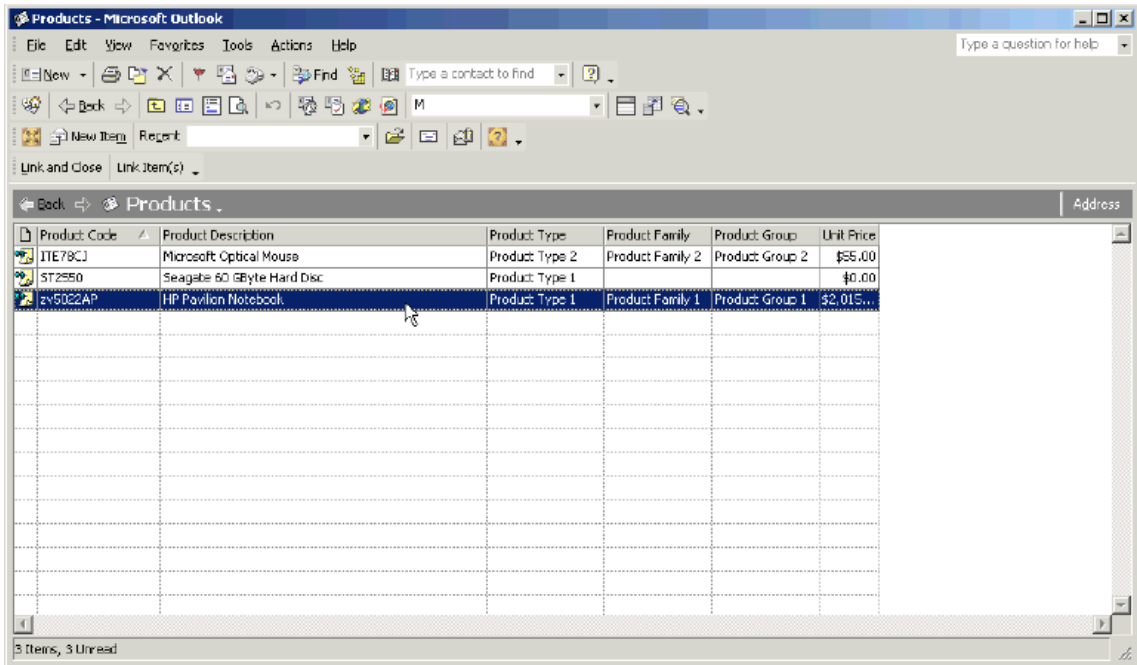 Products - Microsoft Outlook
File Edit View Favorites Tools Actions Help Type a question for help
New Find Type a contact to find
Back M
New Item Recent
Link and Close Link Item(s)
Back Products Address
Product Code Product Description Product Type Product Family Product Group Unit Price
ITE78CJ Microsoft Optical Mouse Product Type 2 Product Family 2 Product Group 2 $55.00
ST2550 Seagate 60 GByte Hard Disc Product Type 1 $0.00
zv5022AP HP Pavilion Notebook Product Type 1 Product Family 1 Product Group 1 $2,015...
3 Items, 3 Unread